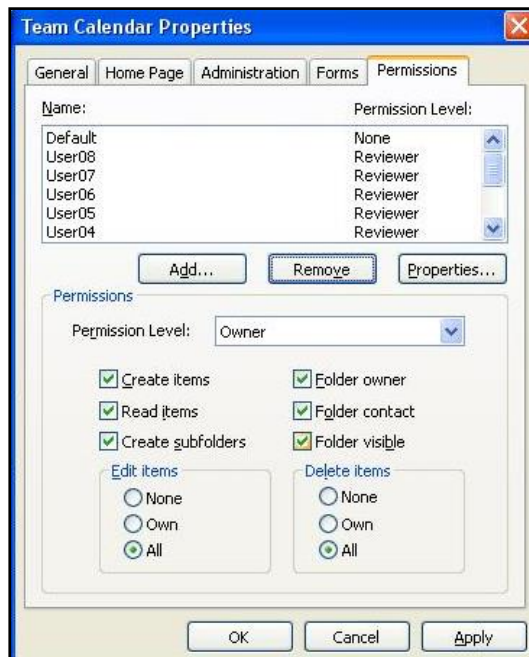 Team Calendar Properties
General Home Page Administration Forms Permissions
Name: Permission Level:
Default None
User08 Reviewer
User07 Reviewer
User06 Reviewer
User05 Reviewer
User04 Reviewer
Add... Remove Properties...
Permissions
Permission Level: Owner
Create items Folder owner
Read items Folder contact
Create subfolders Folder visible
Edit items Delete items
None None
Own Own
All All
OK Cancel Apply